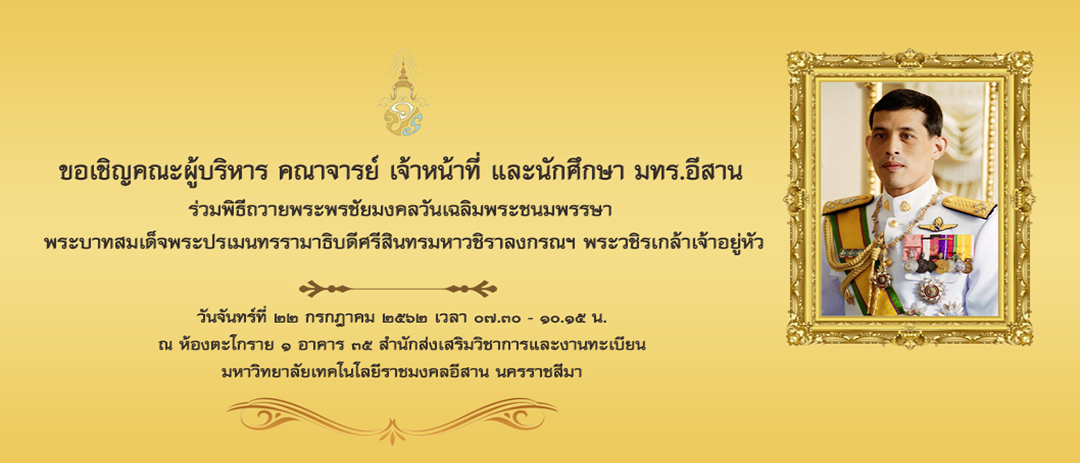 ขอเชิญคณะผู้บริหาร คณาจารย์ เจ้าหน้าที่ และนักศึกษา มทร.อีสาน
ร่วมพิธีถวายพระพรชัยมงคลวันเฉลิมพระชนมพรรษา
พระบาทสมเด็จพระปรเมนทรรามาธิบดีศรีสินทรมหาวชิราลงกรณฯ พระวชิรเกล้าเจ้าอยู่หัว
วันจันทร์ที่ ๒๒ กรกฎาคม ๒๕๖๒ เวลา ๐๗.๓๐ - ๑๐.๑๕ น.
ณ ห้องตะโกราย ๑ อาคาร ๓๕ สำนักส่งเสริมวิชาการและงานทะเบียน
มหาวิทยาลัยเทคโนโลยีราชมงคลอีสาน นครราชสีมา